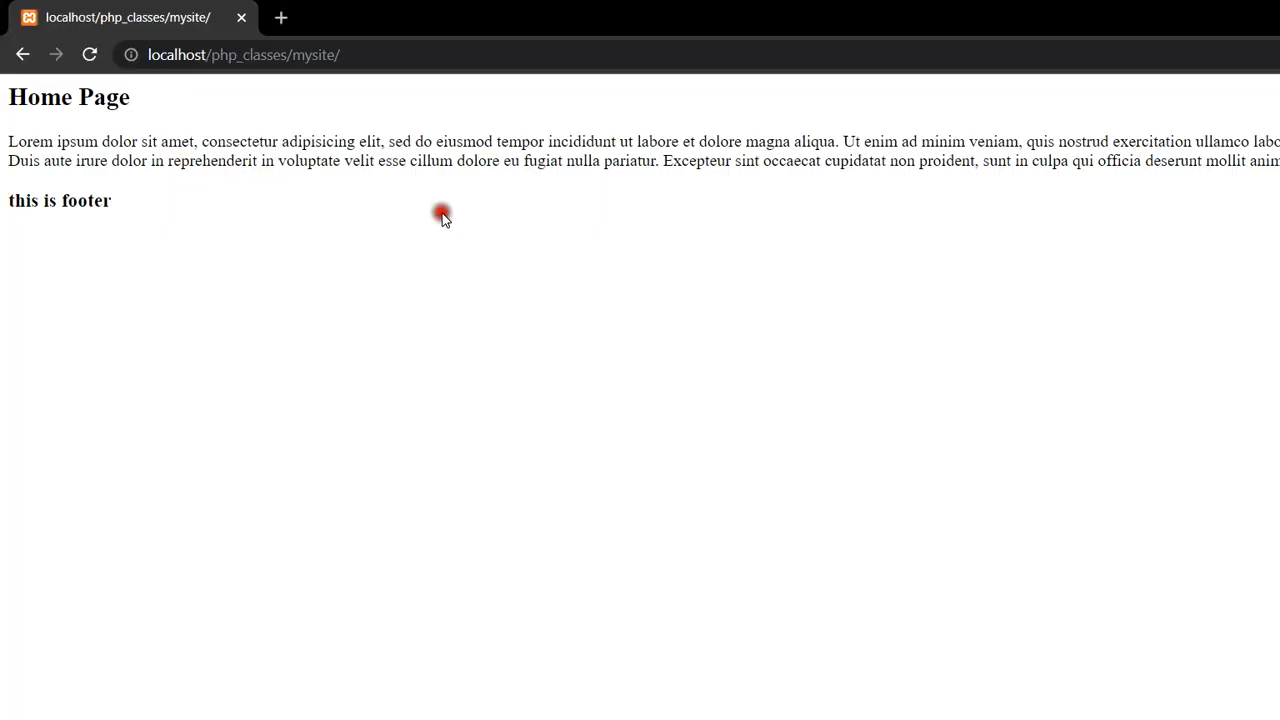 localhost/php_classes/mysite/
localhost/php_classes/mysite/
Home Page
Lorem ipsum dolor sit amet, consectetur adipisicing elit, sed do eiusmod tempor incididunt ut labore et dolore magna aliqua. Ut enim ad minim veniam, quis nostrud exercitation ullamco labo
Duis aute irure dolor in reprehenderit in voluptate velit esse cillum dolore eu fugiat nulla pariatur. Excepteur sint occaecat cupidatat non proident, sunt in culpa qui officia deserunt mollit anim
this is footer